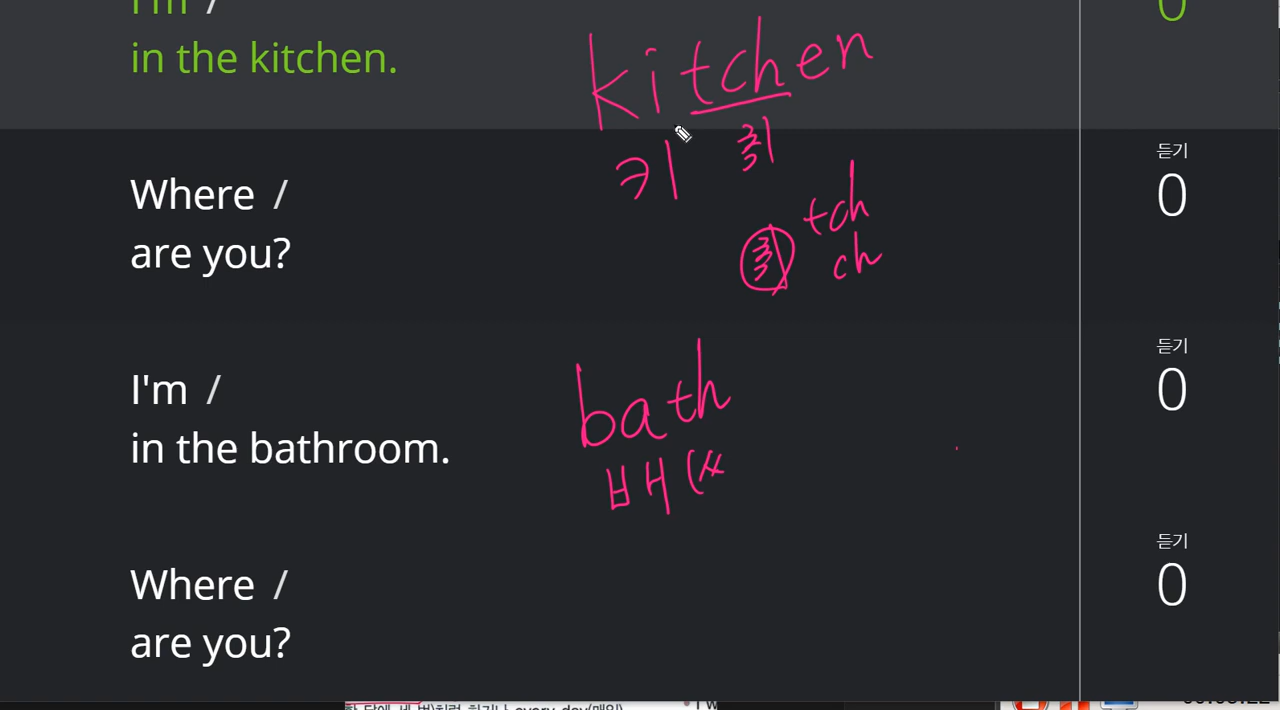 I'm /
in the kitchen.
0
kitchen
키
취
듣기
Where /
0
are you?
tch
취
ch
듣기
I'm /
0
in the bathroom.
bath
배(ㅆ
듣기
Where /
0
are you?